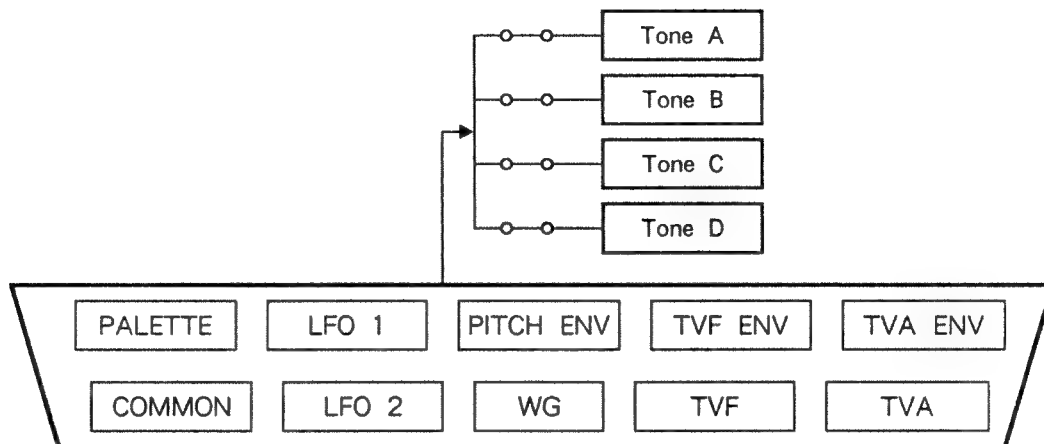 Tone A
Tone B
Tone C
Tone D
PALETTE LFO 1 PITCH ENV TVF ENV TVA ENV
COMMON LFO 2 WG TVF TVA